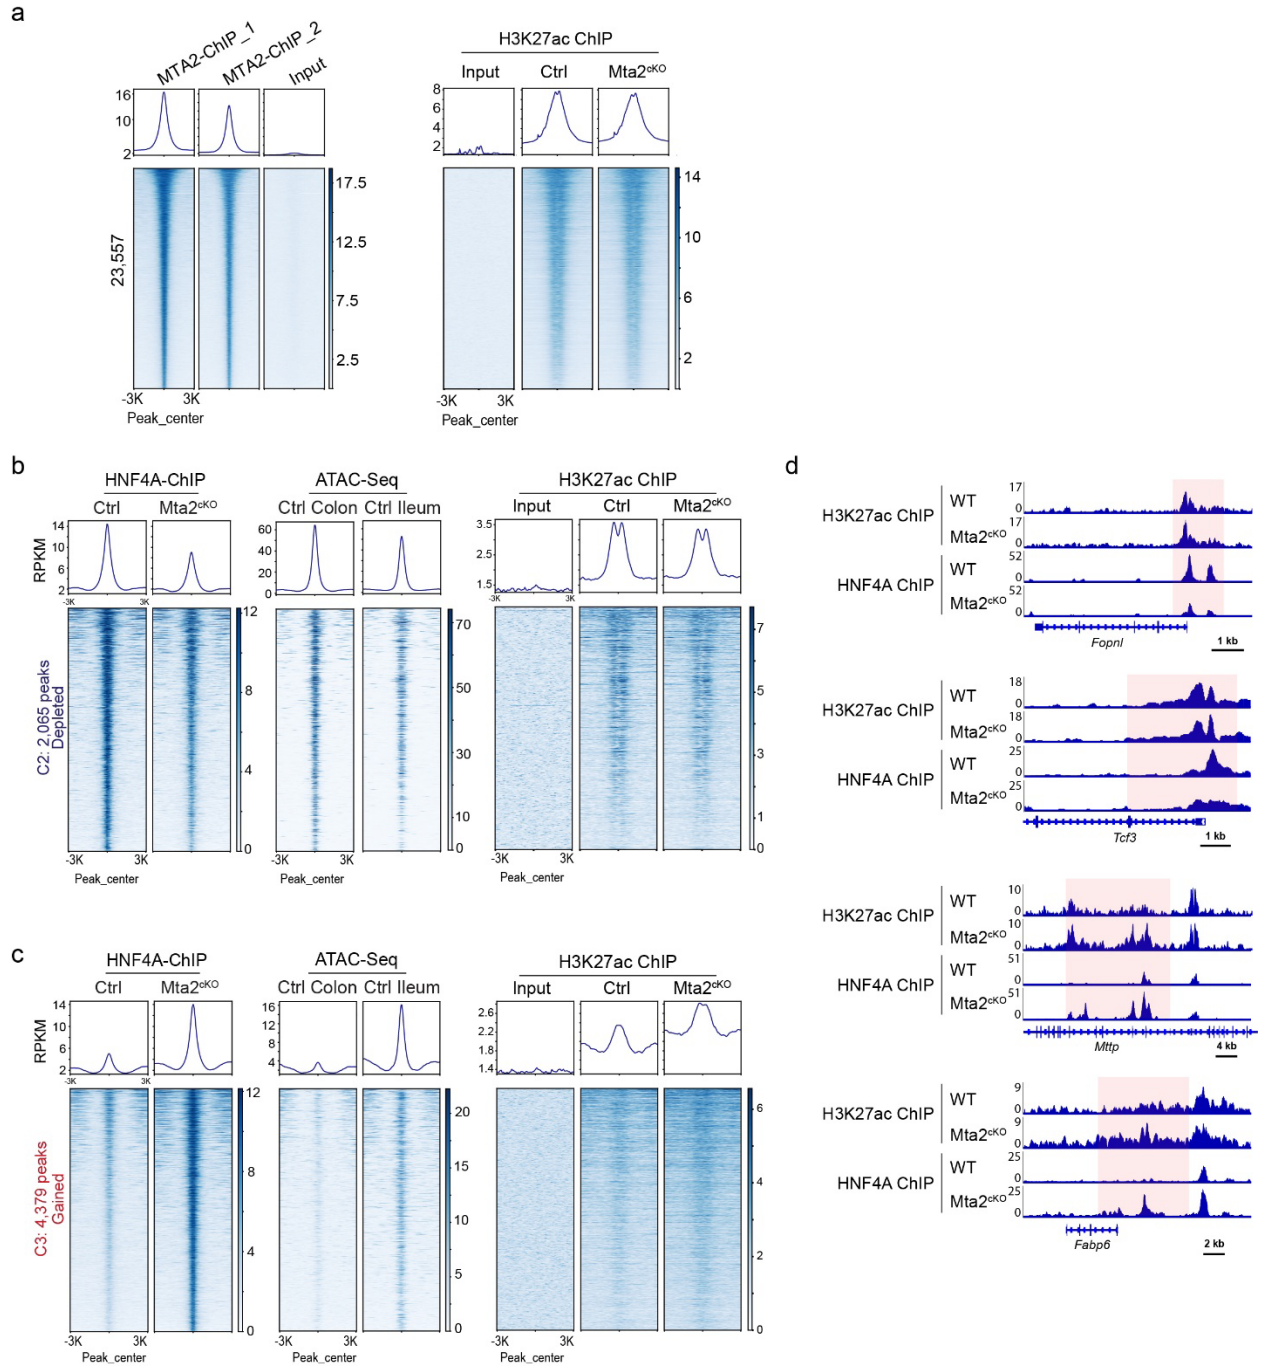 a
MTA2-ChIP_1
MTA2-ChIP_2
Input
16
10
2
17.5
12.5
7.5
2.5
23,557
-3K
3K
Peak_center
H3K27ac ChIP
Input
Ctrl
Mta2cKO
8
6
4
2
14
10
6
2
-3K
3K
Peak_center
b
HNF4A-ChIP
Ctrl
Mta2cKO
RPKM
14
10
6
2
-3K
3K
12
8
4
0
C2: 2,065 peaks
Depleted
-3K
3K
Peak_center
ATAC-Seq
Ctrl Colon
Ctrl Ileum
60
40
20
0
70
50
30
10
0
-3K
3K
Peak_center
H3K27ac ChIP
Input
Ctrl
Mta2cKO
3.5
2.5
1.5
-3K
3K
7
5
3
1
0
-3K
3K
Peak_center
c
HNF4A-ChIP
Ctrl
Mta2cKO
RPKM
14
10
6
2
-3K
3K
12
8
4
0
C3: 4,379 peaks
Gained
-3K
3K
Peak_center
ATAC-Seq
Ctrl Colon
Ctrl Ileum
16
12
8
4
20
15
10
5
0
-3K
3K
Peak_center
H3K27ac ChIP
Input
Ctrl
Mta2cKO
2.6
2.2
1.8
1.4
6
4
2
0
-3K
3K
Peak_center
d
H3K27ac ChIP
WT
17
0
Mta2cKO
17
0
HNF4A ChIP
WT
52
0
Mta2cKO
52
0
Fopnl
1 kb
H3K27ac ChIP
WT
18
0
Mta2cKO
18
0
HNF4A ChIP
WT
25
0
Mta2cKO
25
0
Tcf3
1 kb
H3K27ac ChIP
WT
10
0
Mta2cKO
10
0
HNF4A ChIP
WT
51
0
Mta2cKO
51
0
Mttp
4 kb
H3K27ac ChIP
WT
9
0
Mta2cKO
9
0
HNF4A ChIP
WT
25
0
Mta2cKO
25
0
Fabp6
2 kb